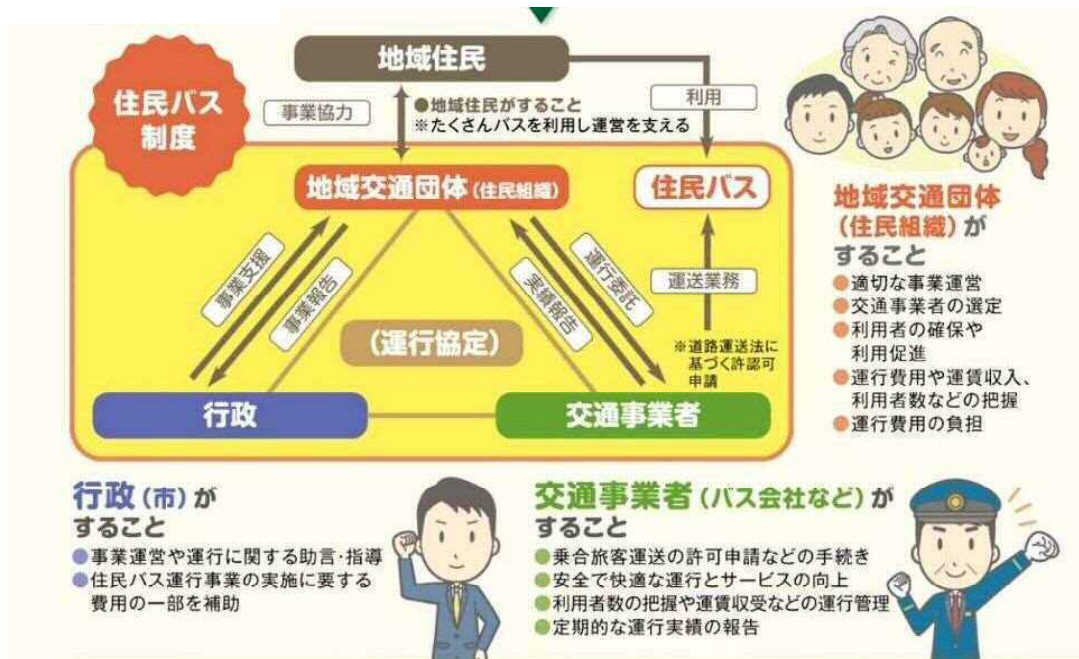 住民バス
制度
地域住民
事業協力
●地域住民がすること
※たくさんバスを利用し運営を支える
利用
地域交通団体(住民組織)
住民バス
事業支援
事業報告
実績報告
運行委託
運送業務
(運行協定)
※道路運送法に
基づく許認可
申請
行政
交通事業者
地域交通団体
(住民組織)が
すること
●適切な事業運営
●交通事業者の選定
●利用者の確保や
利用促進
●運行費用や運賃収入、
利用者数などの把握
●運行費用の負担
行政(市)が
すること
●事業運営や運行に関する助言・指導
●住民バス運行事業の実施に要する
費用の一部を補助
交通事業者(バス会社など)が
すること
●乗合旅客運送の許可申請などの手続き
●安全で快適な運行とサービスの向上
●利用者数の把握や運賃収受などの運行管理
●定期的な運行実績の報告